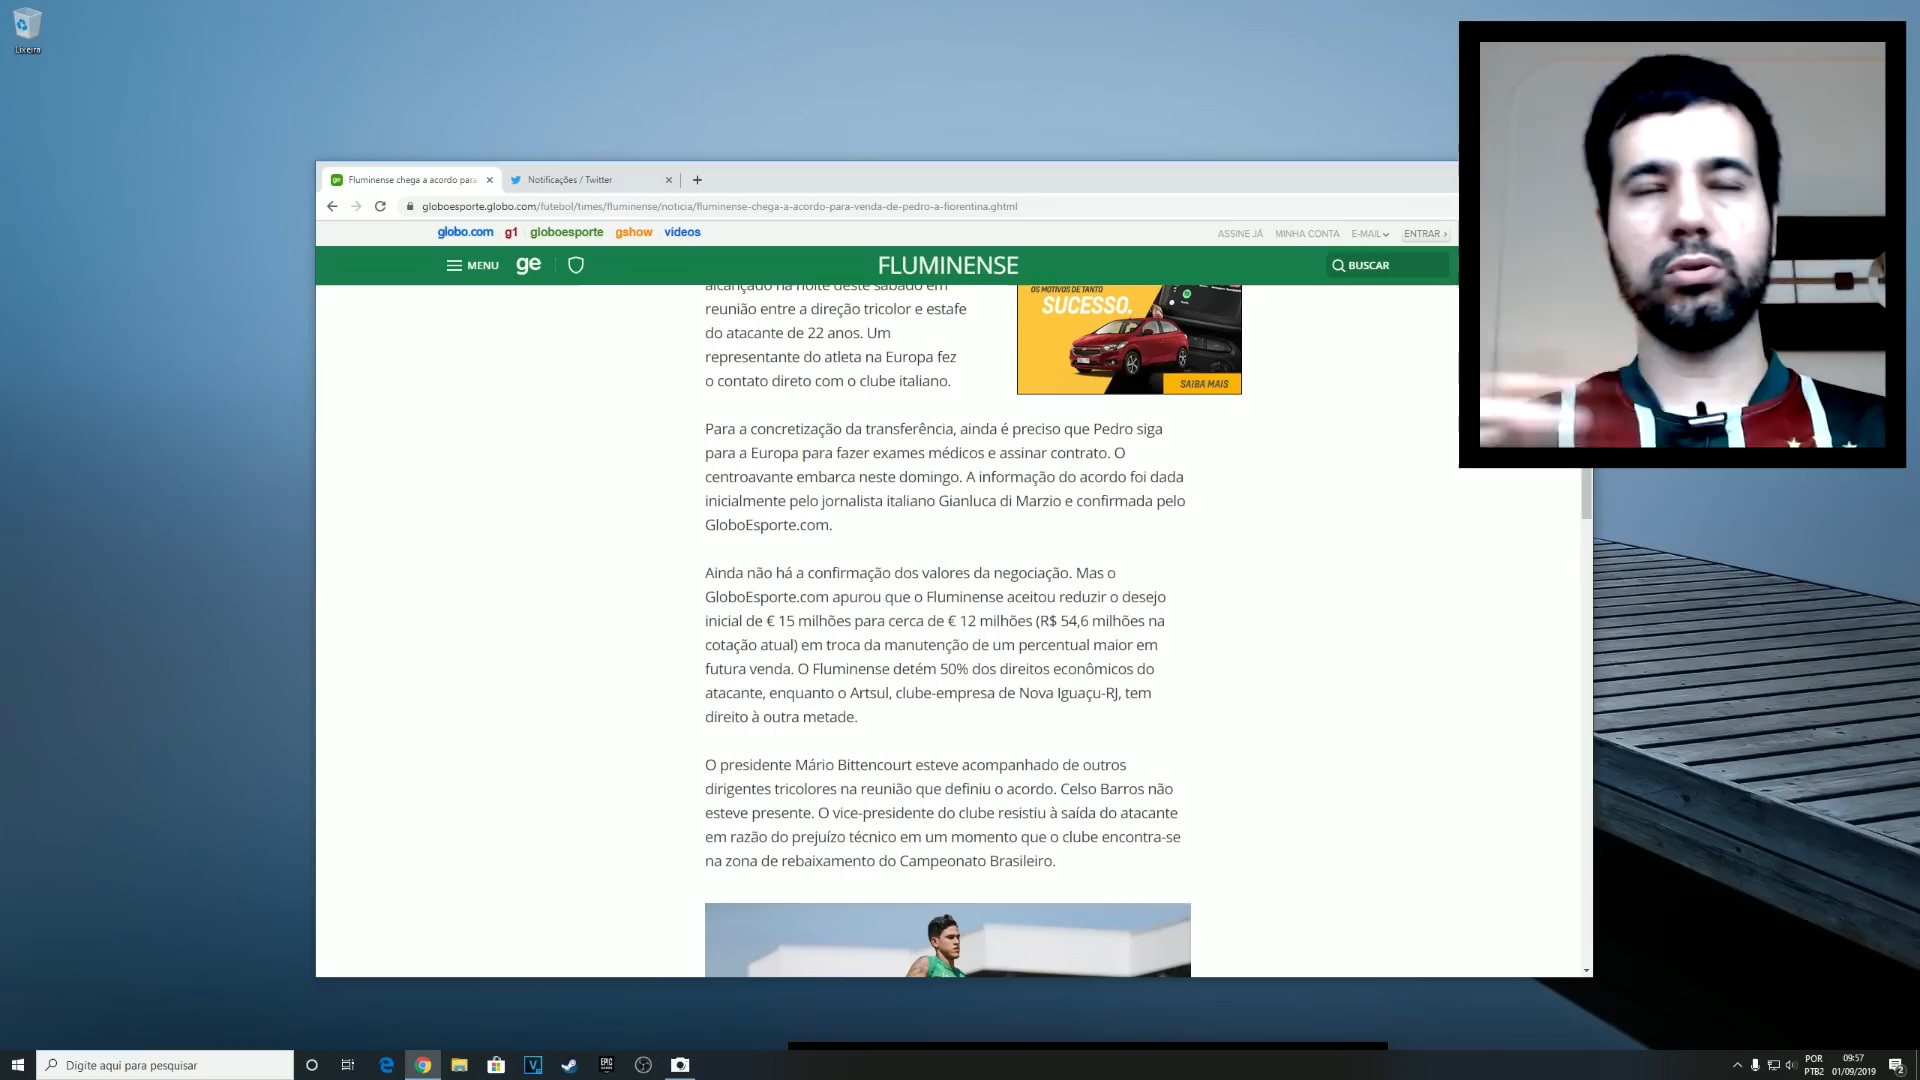 Lixeira
Fluminense chega a acordo para
Notificações / Twitter
globoesporte.globo.com/futebol/times/fluminense/noticia/fluminense-chega-a-acordo-para-venda-de-pedro-a-fiorentina.ghtml
globo.com g1 globoesporte gshow vídeos
ASSINE JÁ MINHA CONTA E-MAIL ENTRAR ›
MENU ge FLUMINENSE BUSCAR
alcançado na noite deste sábado em
reunião entre a direção tricolor e estafe
do atacante de 22 anos. Um
representante do atleta na Europa fez
o contato direto com o clube italiano.
OS MOTIVOS DE TANTO
SUCESSO.
SAIBA MAIS
Para a concretização da transferência, ainda é preciso que Pedro siga
para a Europa para fazer exames médicos e assinar contrato. O
centroavante embarca neste domingo. A informação do acordo foi dada
inicialmente pelo jornalista italiano Gianluca di Marzio e confirmada pelo
GloboEsporte.com.
Ainda não há a confirmação dos valores da negociação. Mas o
GloboEsporte.com apurou que o Fluminense aceitou reduzir o desejo
inicial de € 15 milhões para cerca de € 12 milhões (R$ 54,6 milhões na
cotação atual) em troca da manutenção de um percentual maior em
futura venda. O Fluminense detém 50% dos direitos econômicos do
atacante, enquanto o Artsul, clube-empresa de Nova Iguaçu-RJ, tem
direito à outra metade.
O presidente Mário Bittencourt esteve acompanhado de outros
dirigentes tricolores na reunião que definiu o acordo. Celso Barros não
esteve presente. O vice-presidente do clube resistiu à saída do atacante
em razão do prejuízo técnico em um momento que o clube encontra-se
na zona de rebaixamento do Campeonato Brasileiro.
Digite aqui para pesquisar
EPIC GAMES
POR
PTB2
09:57
01/09/2019
2